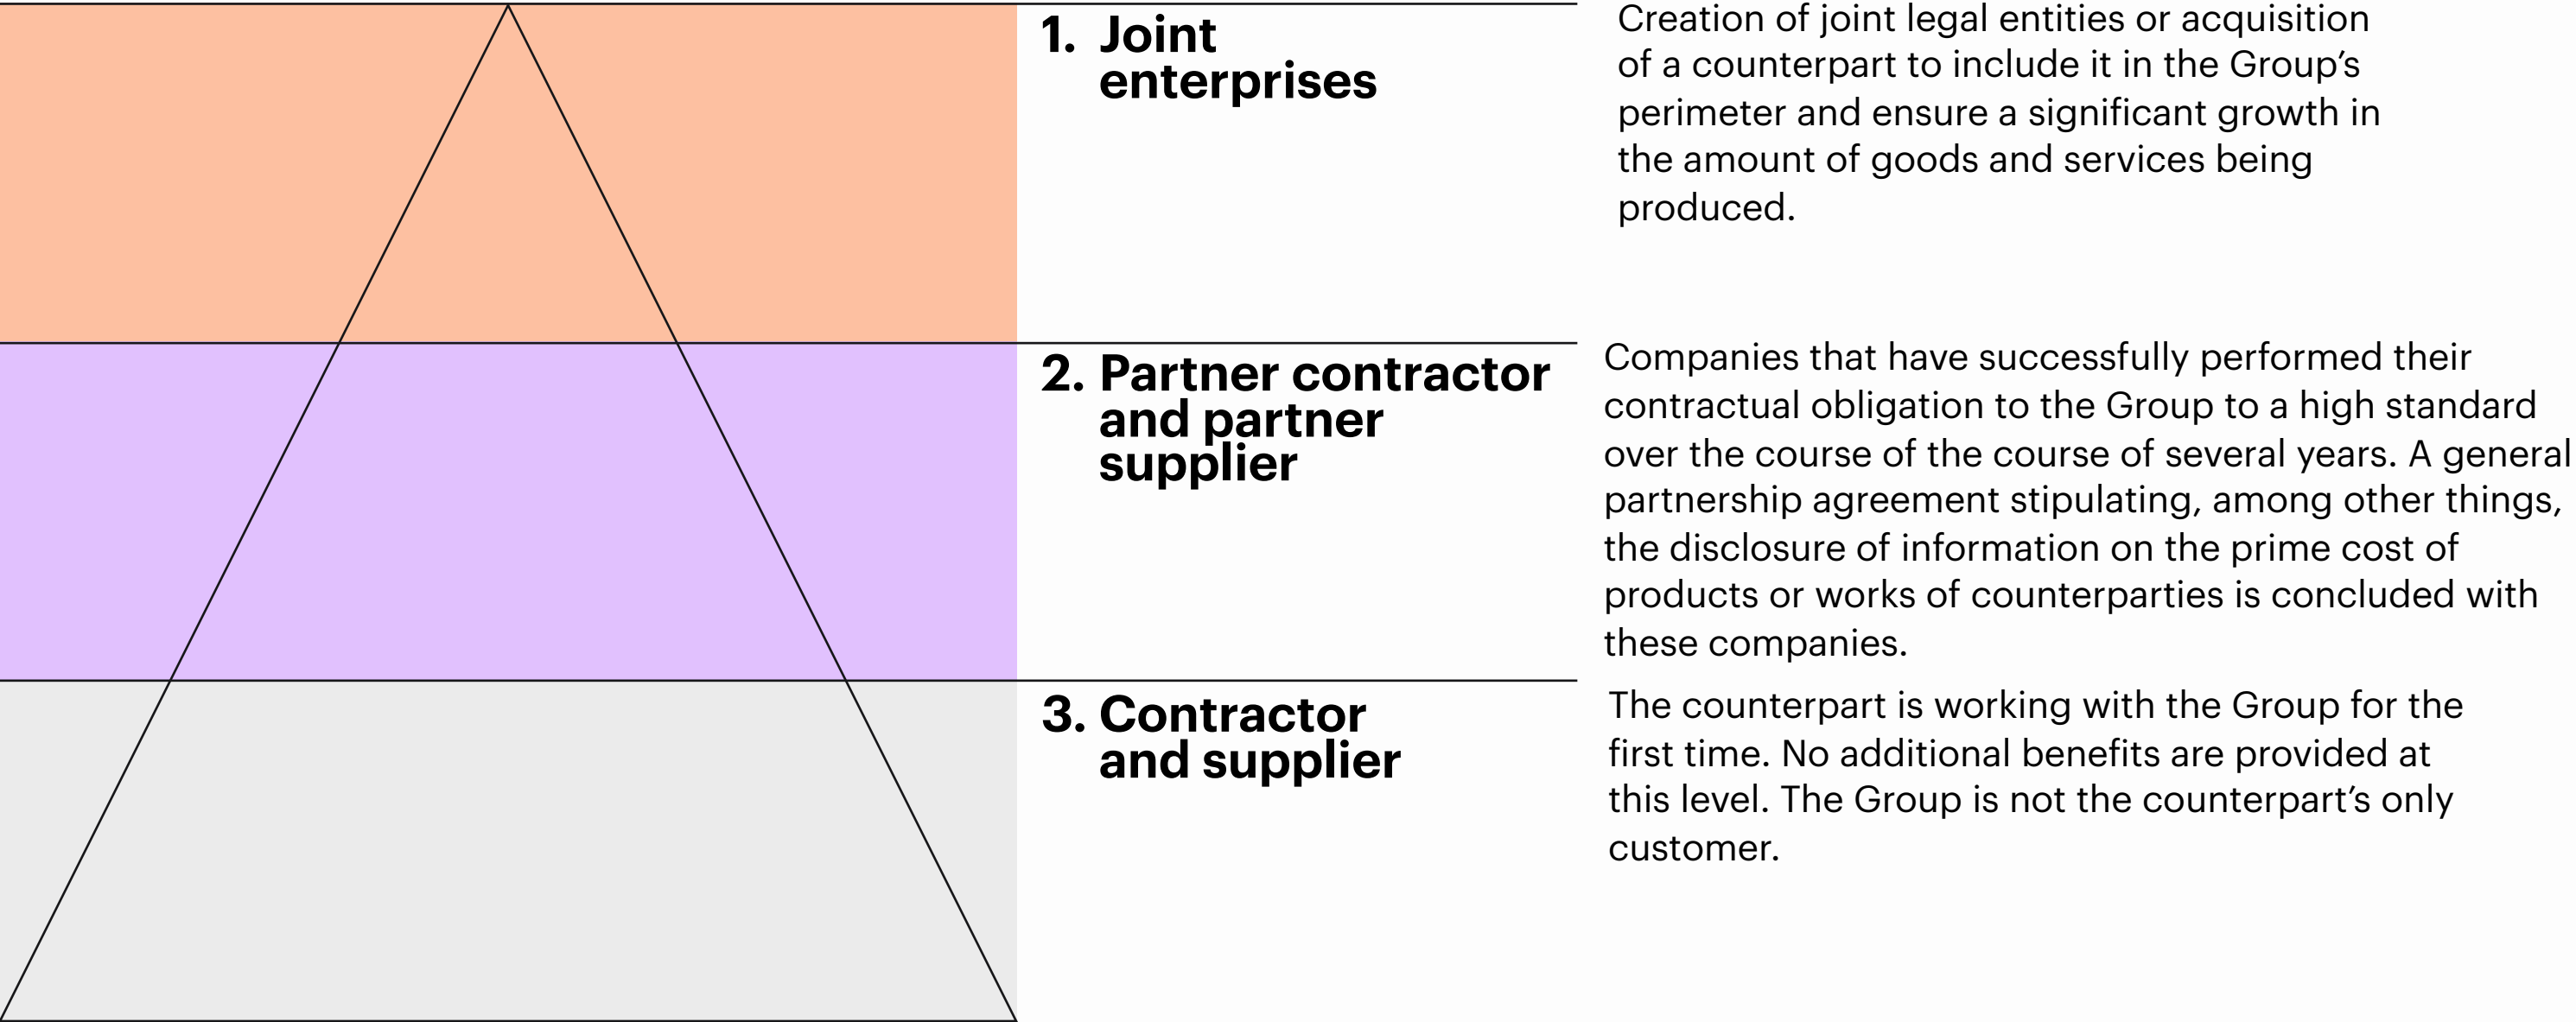 1. Joint
enterprises
Creation of joint legal entities or acquisition
of a counterpart to include it in the Group’s
perimeter and ensure a significant growth in
the amount of goods and services being
produced.
2. Partner contractor
and partner
supplier
Companies that have successfully performed their
contractual obligation to the Group to a high standard
over the course of the course of several years. A general
partnership agreement stipulating, among other things,
the disclosure of information on the prime cost of
products or works of counterparties is concluded with
these companies.
3. Contractor
and supplier
The counterpart is working with the Group for the
first time. No additional benefits are provided at
this level. The Group is not the counterpart’s only
customer.